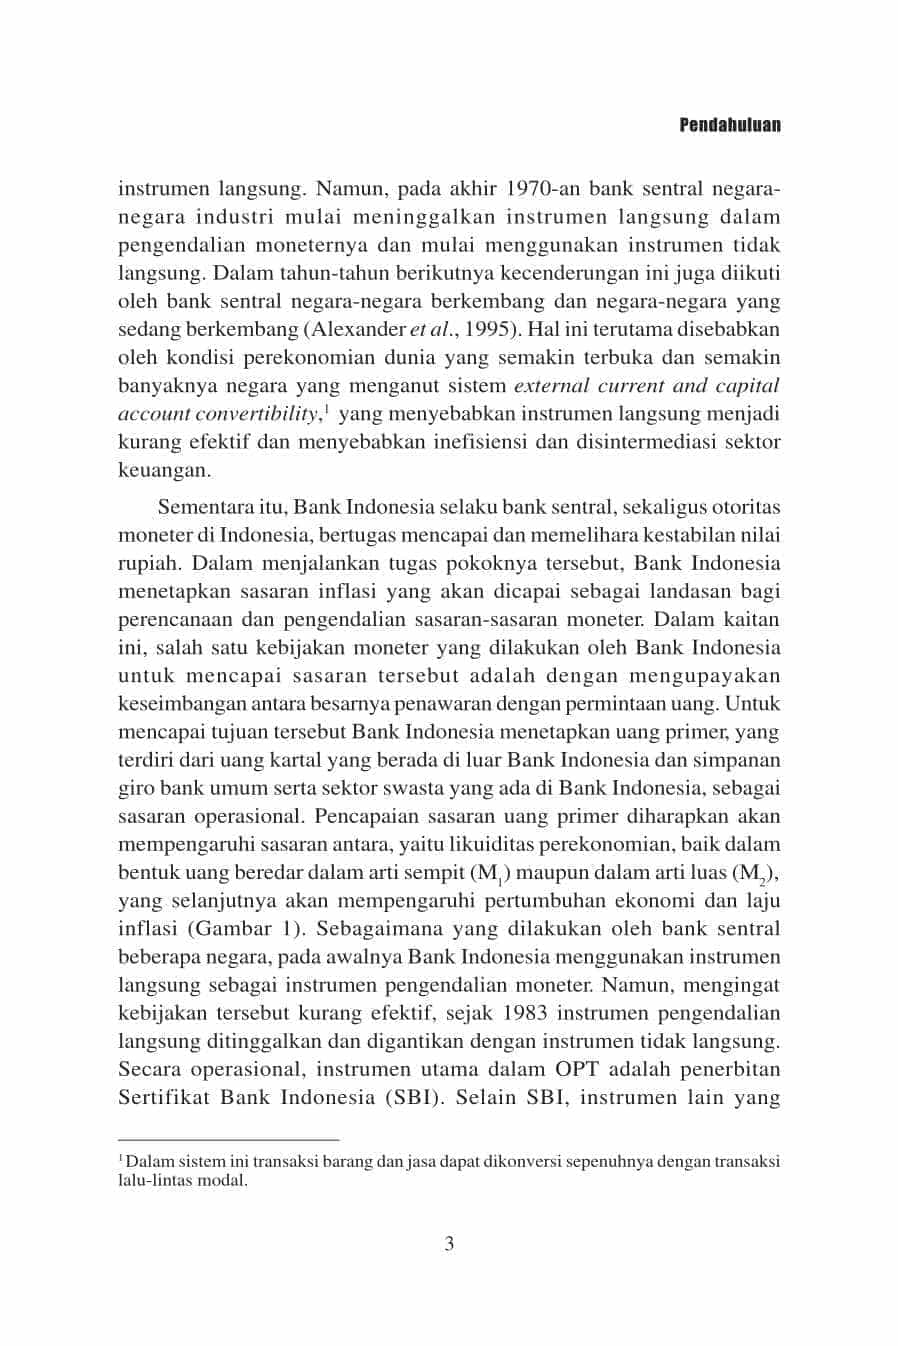 Pendahuluan
instrumen langsung. Namun, pada akhir 1970-an bank sentral negara-
negara industri mulai meninggalkan instrumen langsung dalam
pengendalian moneternya dan mulai menggunakan instrumen tidak
langsung. Dalam tahun-tahun berikutnya kecenderungan ini juga diikuti
oleh bank sentral negara-negara berkembang dan negara-negara yang
sedang berkembang (Alexander et al., 1995). Hal ini terutama disebabkan
oleh kondisi perekonomian dunia yang semakin terbuka dan semakin
banyaknya negara yang menganut sistem external current and capital
account convertibility,¹ yang menyebabkan instrumen langsung menjadi
kurang efektif dan menyebabkan inefisiensi dan disintermediasi sektor
keuangan.
Sementara itu, Bank Indonesia selaku bank sentral, sekaligus otoritas
moneter di Indonesia, bertugas mencapai dan memelihara kestabilan nilai
rupiah. Dalam menjalankan tugas pokoknya tersebut, Bank Indonesia
menetapkan sasaran inflasi yang akan dicapai sebagai landasan bagi
perencanaan dan pengendalian sasaran-sasaran moneter. Dalam kaitan
ini, salah satu kebijakan moneter yang dilakukan oleh Bank Indonesia
untuk mencapai sasaran tersebut adalah dengan mengupayakan
keseimbangan antara besarnya penawaran dengan permintaan uang. Untuk
mencapai tujuan tersebut Bank Indonesia menetapkan uang primer, yang
terdiri dari uang kartal yang berada di luar Bank Indonesia dan simpanan
giro bank umum serta sektor swasta yang ada di Bank Indonesia, sebagai
sasaran operasional. Pencapaian sasaran uang primer diharapkan akan
mempengaruhi sasaran antara, yaitu likuiditas perekonomian, baik dalam
bentuk uang beredar dalam arti sempit (M₁) maupun dalam arti luas (M₂),
yang selanjutnya akan mempengaruhi pertumbuhan ekonomi dan laju
inflasi (Gambar 1). Sebagaimana yang dilakukan oleh bank sentral
beberapa negara, pada awalnya Bank Indonesia menggunakan instrumen
langsung sebagai instrumen pengendalian moneter. Namun, mengingat
kebijakan tersebut kurang efektif, sejak 1983 instrumen pengendalian
langsung ditinggalkan dan digantikan dengan instrumen tidak langsung.
Secara operasional, instrumen utama dalam OPT adalah penerbitan
Sertifikat Bank Indonesia (SBI). Selain SBI, instrumen lain yang
¹ Dalam sistem ini transaksi barang dan jasa dapat dikonversi sepenuhnya dengan transaksi
lalu-lintas modal.
3